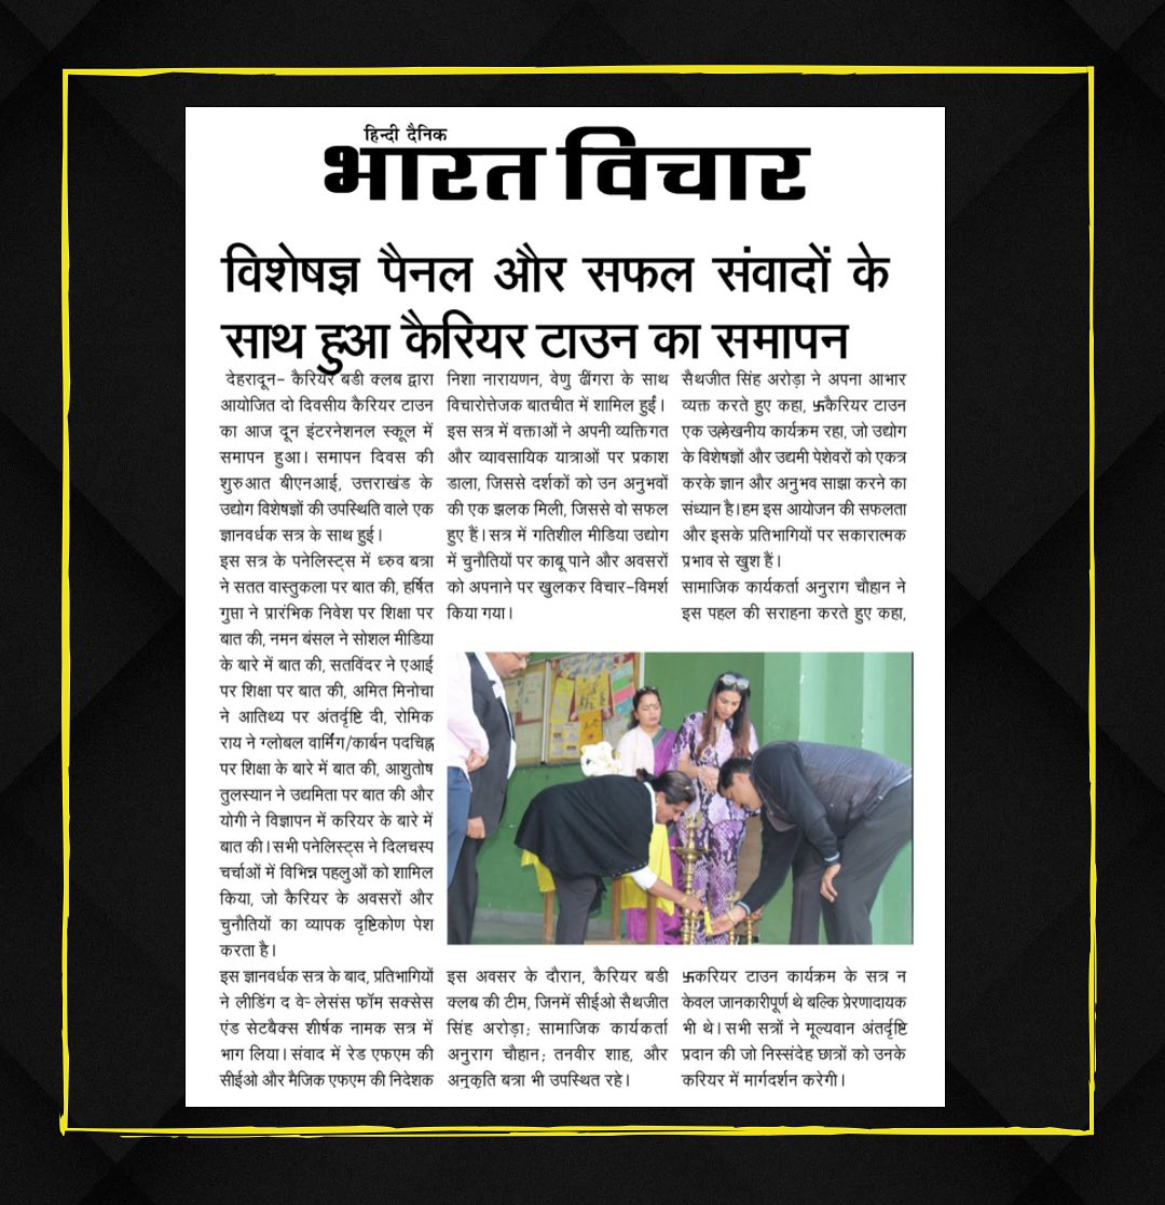 हिन्दी दैनिक
भारत विचार
विशेषज्ञ पैनल और सफल संवादों के
साथ हुआ कैरियर टाउन का समापन
देहरादून- कैरियर बडी क्लब द्वारा
आयोजित दो दिवसीय कैरियर टाउन
का आज दून इंटरनेशनल स्कूल में
समापन हुआ। समापन दिवस की
शुरुआत बीएनआई, उत्तराखंड के
उद्योग विशेषज्ञों की उपस्थिति वाले एक
ज्ञानवर्धक सत्र के साथ हुई।
इस सत्र के पनेलिस्ट्स में ध्रुव बत्रा
ने सतत वास्तुकला पर बात की, हर्षित
गुप्ता ने प्रारंभिक निवेश पर शिक्षा पर
बात की, नमन बंसल ने सोशल मीडिया
के बारे में बात की, सतविंदर ने एआई
पर शिक्षा पर बात की, अमित मिनोचा
ने आतिथ्य पर अंतर्दृष्टि दी, रोमिक
राय ने ग्लोबल वार्मिंग/कार्बन पदचिह्न
पर शिक्षा के बारे में बात की, आशुतोष
तुलस्यान ने उद्यमिता पर बात की और
योगी ने विज्ञापन में करियर के बारे में
बात की। सभी पनेलिस्ट्स ने दिलचस्प
चर्चाओं में विभिन्न पहलुओं को शामिल
किया, जो कैरियर के अवसरों और
चुनौतियों का व्यापक दृष्टिकोण पेश
करता है।
इस ज्ञानवर्धक सत्र के बाद, प्रतिभागियों
ने लीडिंग द वे- लेसंस फॉम सक्सेस
एंड सेटबैक्स शीर्षक नामक सत्र में
भाग लिया। संवाद में रेड एफएम की
सीईओ और मैजिक एफएम की निदेशक
निशा नारायणन, वेणु ढींगरा के साथ
विचारोत्तेजक बातचीत में शामिल हुईं।
इस सत्र में वक्ताओं ने अपनी व्यक्तिगत
और व्यावसायिक यात्राओं पर प्रकाश
डाला, जिससे दर्शकों को उन अनुभवों
की एक झलक मिली, जिससे वो सफल
हुए हैं। सत्र में गतिशील मीडिया उद्योग
में चुनौतियों पर काबू पाने और अवसरों
को अपनाने पर खुलकर विचार-विमर्श
किया गया।
इस अवसर के दौरान, कैरियर बडी
क्लब की टीम, जिनमें सीईओ सैथजीत
सिंह अरोड़ा; सामाजिक कार्यकर्ता
अनुराग चौहान; तनवीर शाह, और
अनुकृति बत्रा भी उपस्थित रहे।
सैथजीत सिंह अरोड़ा ने अपना आभार
व्यक्त करते हुए कहा, 卐कैरियर टाउन
एक उल्लेखनीय कार्यक्रम रहा, जो उद्योग
के विशेषज्ञों और उद्यमी पेशेवरों को एकत्र
करके ज्ञान और अनुभव साझा करने का
संध्यान है। हम इस आयोजन की सफलता
और इसके प्रतिभागियों पर सकारात्मक
प्रभाव से खुश हैं।
सामाजिक कार्यकर्ता अनुराग चौहान ने
इस पहल की सराहना करते हुए कहा,
卐करियर टाउन कार्यक्रम के सत्र न
केवल जानकारीपूर्ण थे बल्कि प्रेरणादायक
भी थे। सभी सत्रों ने मूल्यवान अंतर्दृष्टि
प्रदान की जो निस्संदेह छात्रों को उनके
करियर में मार्गदर्शन करेगी।